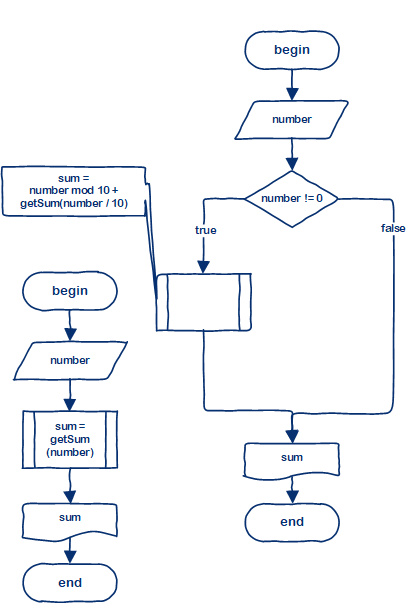 begin
number
number != 0
true
false
sum =
number mod 10 +
getSum(number / 10)
sum
end
begin
number
sum =
getSum
(number)
sum
end